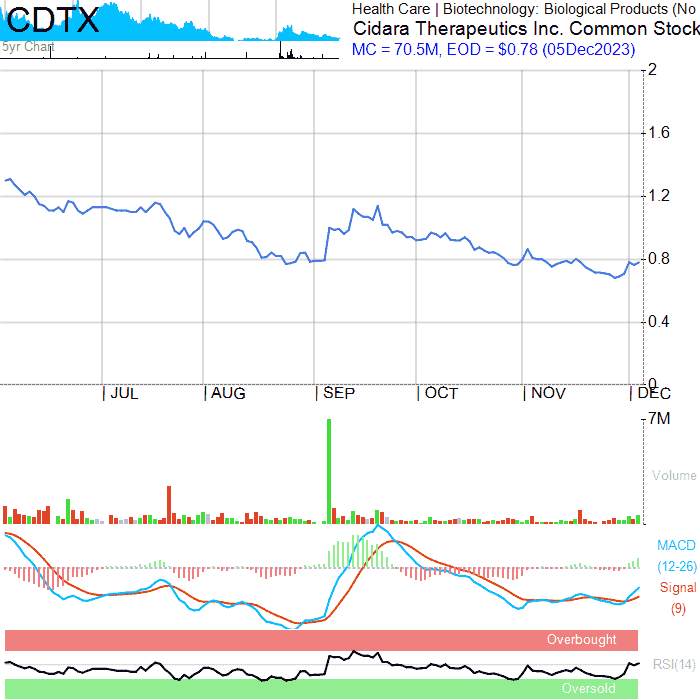 CDTX
5yr Chart
Health Care | Biotechnology: Biological Products (No
Cidara Therapeutics Inc. Common Stock
MC = 70.5M, EOD = $0.78 (05Dec2023)
2
1.6
1.2
0.8
0.4
0
| JUL | AUG | SEP | OCT | NOV | DEC
7M
Volume
MACD
(12-26)
Signal
(9)
Overbought
RSI(14)
Oversold